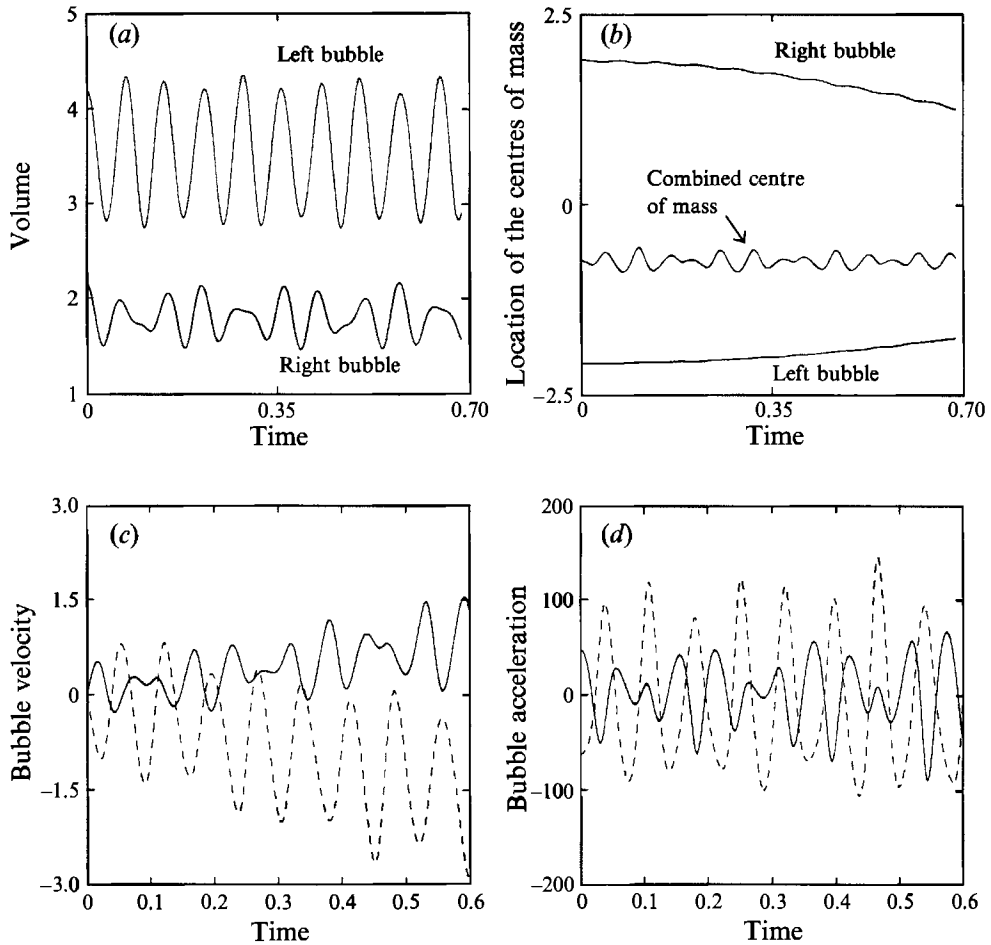 (a)
5
4
3
2
1
Volume
Left bubble
Right bubble
0
0.35
0.70
Time
(b)
2.5
0
−2.5
Location of the centres of mass
Right bubble
Combined centre
of mass
Left bubble
0
0.35
0.70
Time
(c)
3.0
1.5
0
−1.5
−3.0
Bubble velocity
0
0.1
0.2
0.3
0.4
0.5
0.6
Time
(d)
200
100
0
−100
−200
Bubble acceleration
0
0.1
0.2
0.3
0.4
0.5
0.6
Time